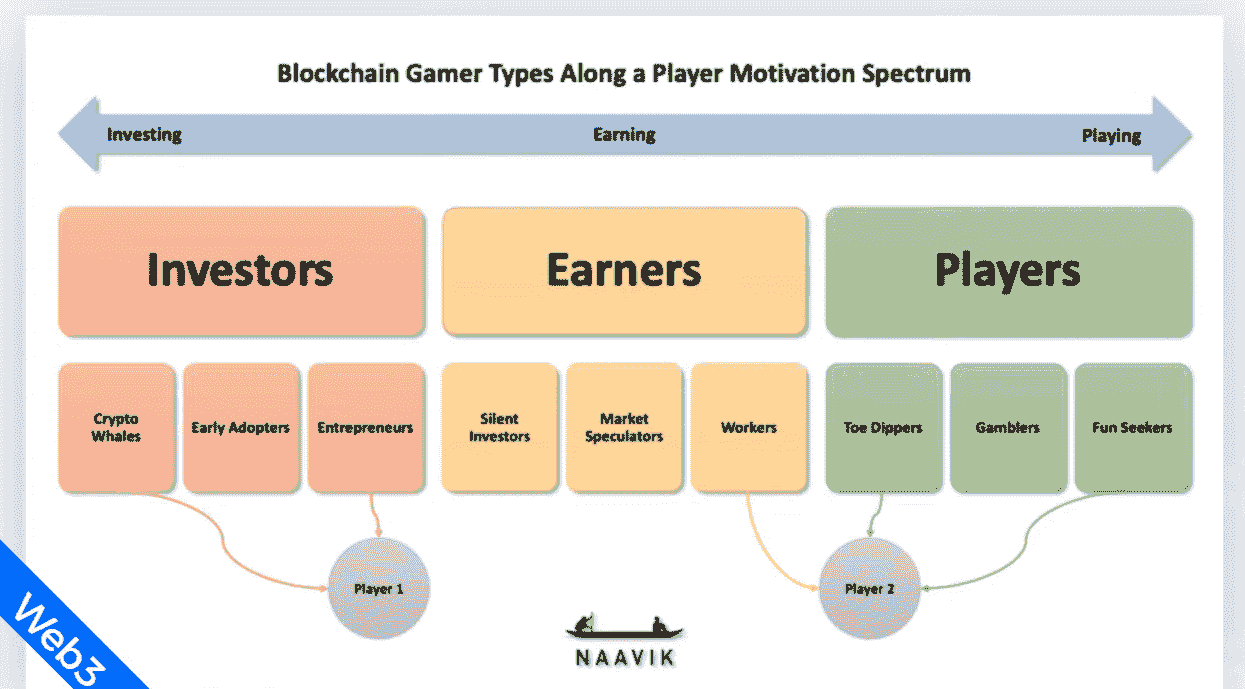 Blockchain Gamer Types Along a Player Motivation Spectrum
Investing Earning Playing
Investors Earners Players
Crypto
Whales
Early Adopters
Entrepreneurs
Silent
Investors
Market
Speculators
Workers
Toe Dippers
Gamblers
Fun Seekers
Player 1
Player 2
NAAVIK
Web3